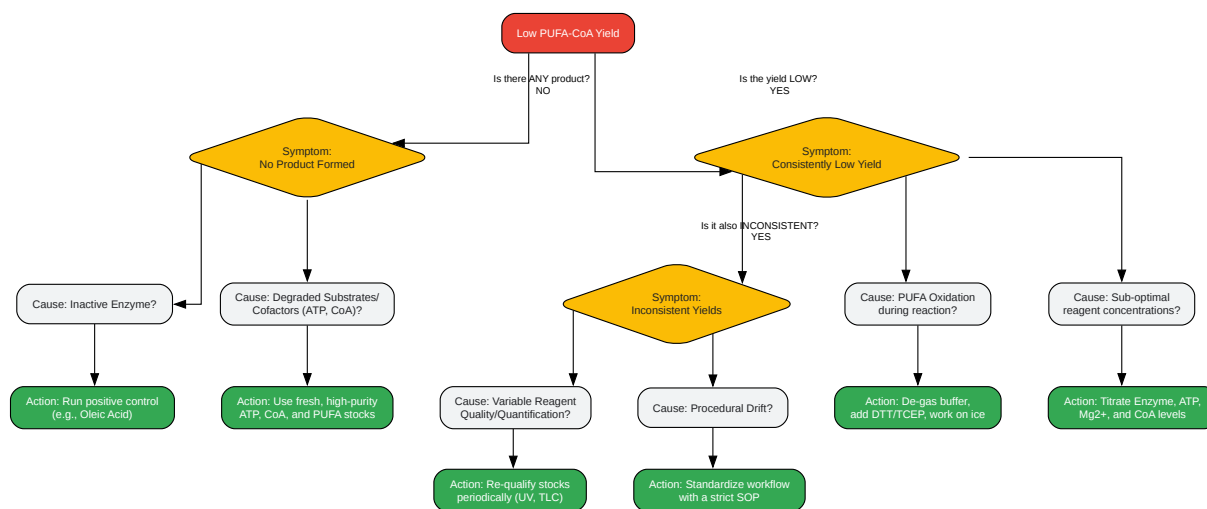 Low PUFA-CoA Yield
Is there ANY product?
NO
Is the yield LOW?
YES
Symptom:
No Product Formed
Symptom:
Consistently Low Yield
Is it also INCONSISTENT?
YES
Cause: Inactive Enzyme?
Cause: Degraded Substrates/
Cofactors (ATP, CoA)?
Symptom:
Inconsistent Yields
Cause: PUFA Oxidation
during reaction?
Cause: Sub-optimal
reagent concentrations?
Action: Run positive control
(e.g., Oleic Acid)
Action: Use fresh, high-purity
ATP, CoA, and PUFA stocks
Cause: Variable Reagent
Quality/Quantification?
Cause: Procedural Drift?
Action: De-gas buffer,
add DTT/TCEP, work on ice
Action: Titrate Enzyme, ATP,
Mg2+, and CoA levels
Action: Re-qualify stocks
periodically (UV, TLC)
Action: Standardize workflow
with a strict SOP